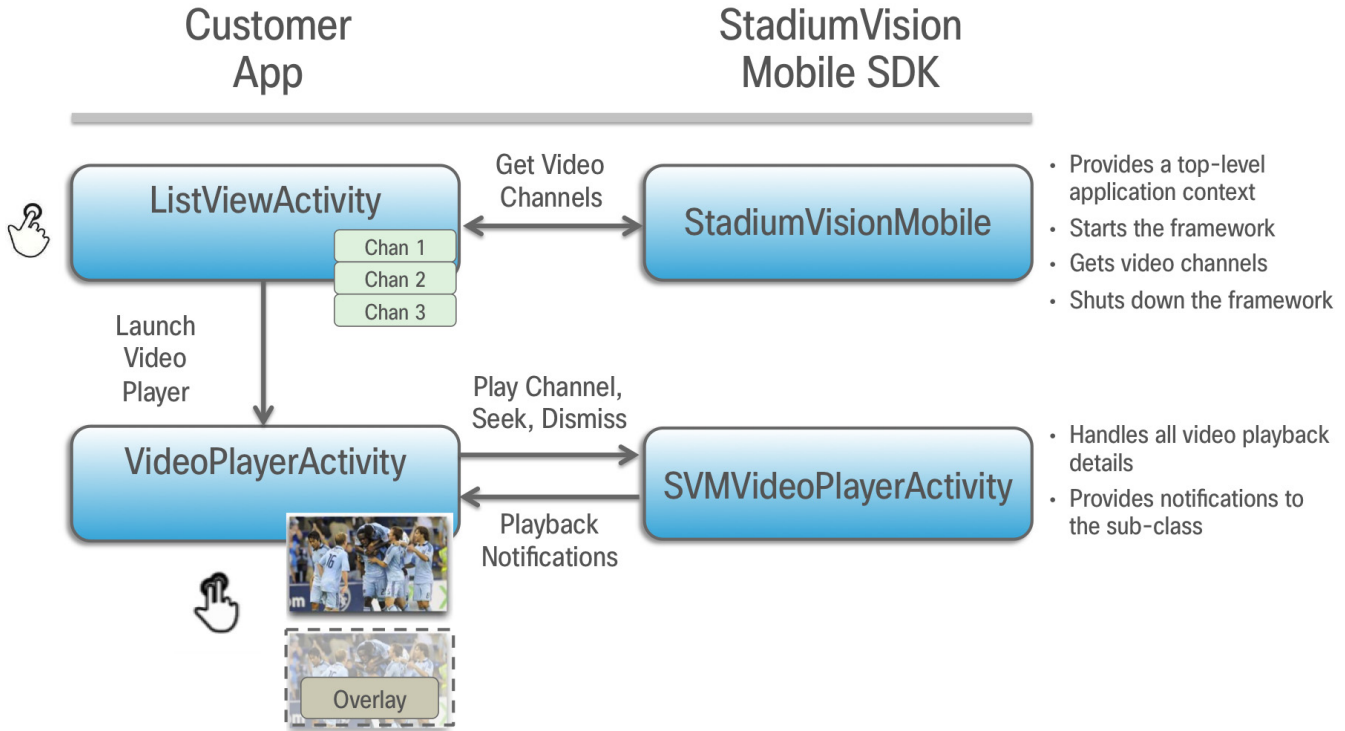 Customer
App
StadiumVision
Mobile SDK
ListViewActivity
Chan 1
Chan 2
Chan 3
Get Video
Channels
StadiumVisionMobile
• Provides a top-level
application context
• Starts the framework
• Gets video channels
• Shuts down the framework
Launch
Video
Player
VideoPlayerActivity
Play Channel,
Seek, Dismiss
Playback
Notifications
SVMVideoPlayerActivity
• Handles all video playback
details
• Provides notifications to
the sub-class
16
om
Overlay